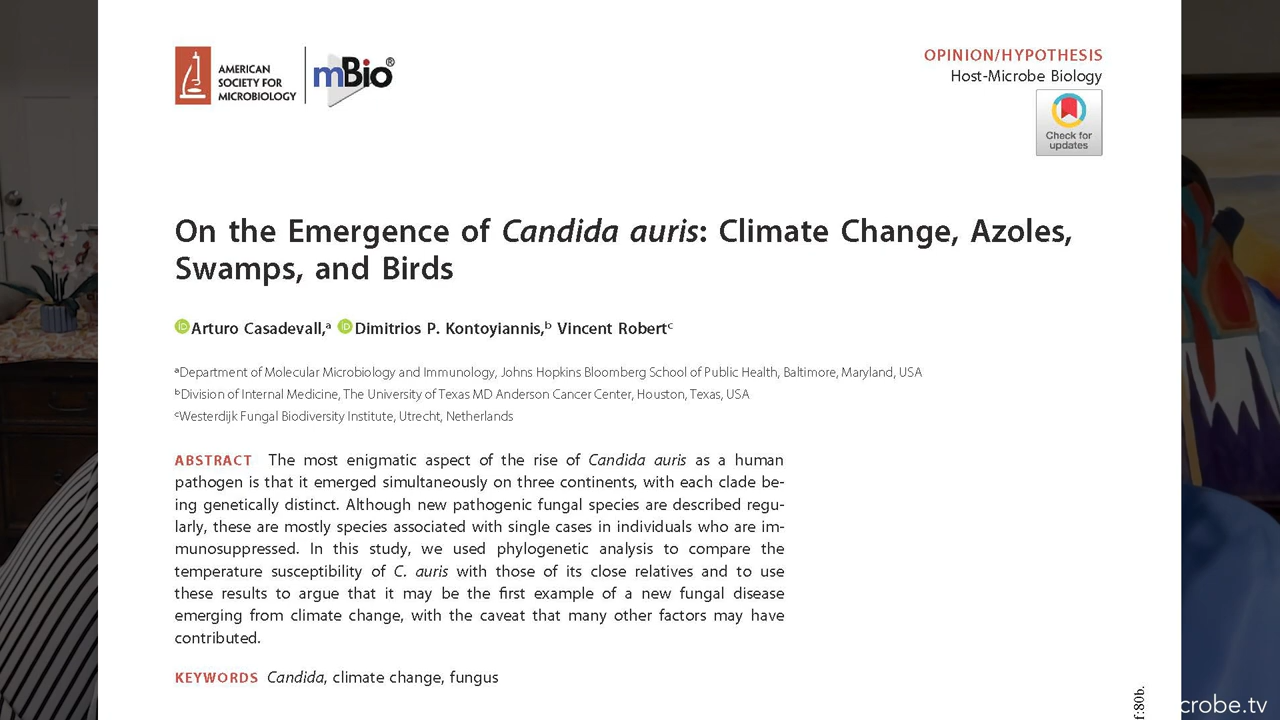 AMERICAN
SOCIETY FOR
MICROBIOLOGY
mBio®
OPINION/HYPOTHESIS
Host-Microbe Biology
Check for
updates
On the Emergence of Candida auris: Climate Change, Azoles,
Swamps, and Birds
iD Arturo Casadevall,ᵃ iD Dimitrios P. Kontoyiannis,ᵇ Vincent Robertᶜ
ᵃDepartment of Molecular Microbiology and Immunology, Johns Hopkins Bloomberg School of Public Health, Baltimore, Maryland, USA
ᵇDivision of Internal Medicine, The University of Texas MD Anderson Cancer Center, Houston, Texas, USA
ᶜWesterdijk Fungal Biodiversity Institute, Utrecht, Netherlands
ABSTRACT The most enigmatic aspect of the rise of Candida auris as a human
pathogen is that it emerged simultaneously on three continents, with each clade be-
ing genetically distinct. Although new pathogenic fungal species are described regu-
larly, these are mostly species associated with single cases in individuals who are im-
munosuppressed. In this study, we used phylogenetic analysis to compare the
temperature susceptibility of C. auris with those of its close relatives and to use
these results to argue that it may be the first example of a new fungal disease
emerging from climate change, with the caveat that many other factors may have
contributed.
KEYWORDS Candida, climate change, fungus
f:80b.
crobe.tv